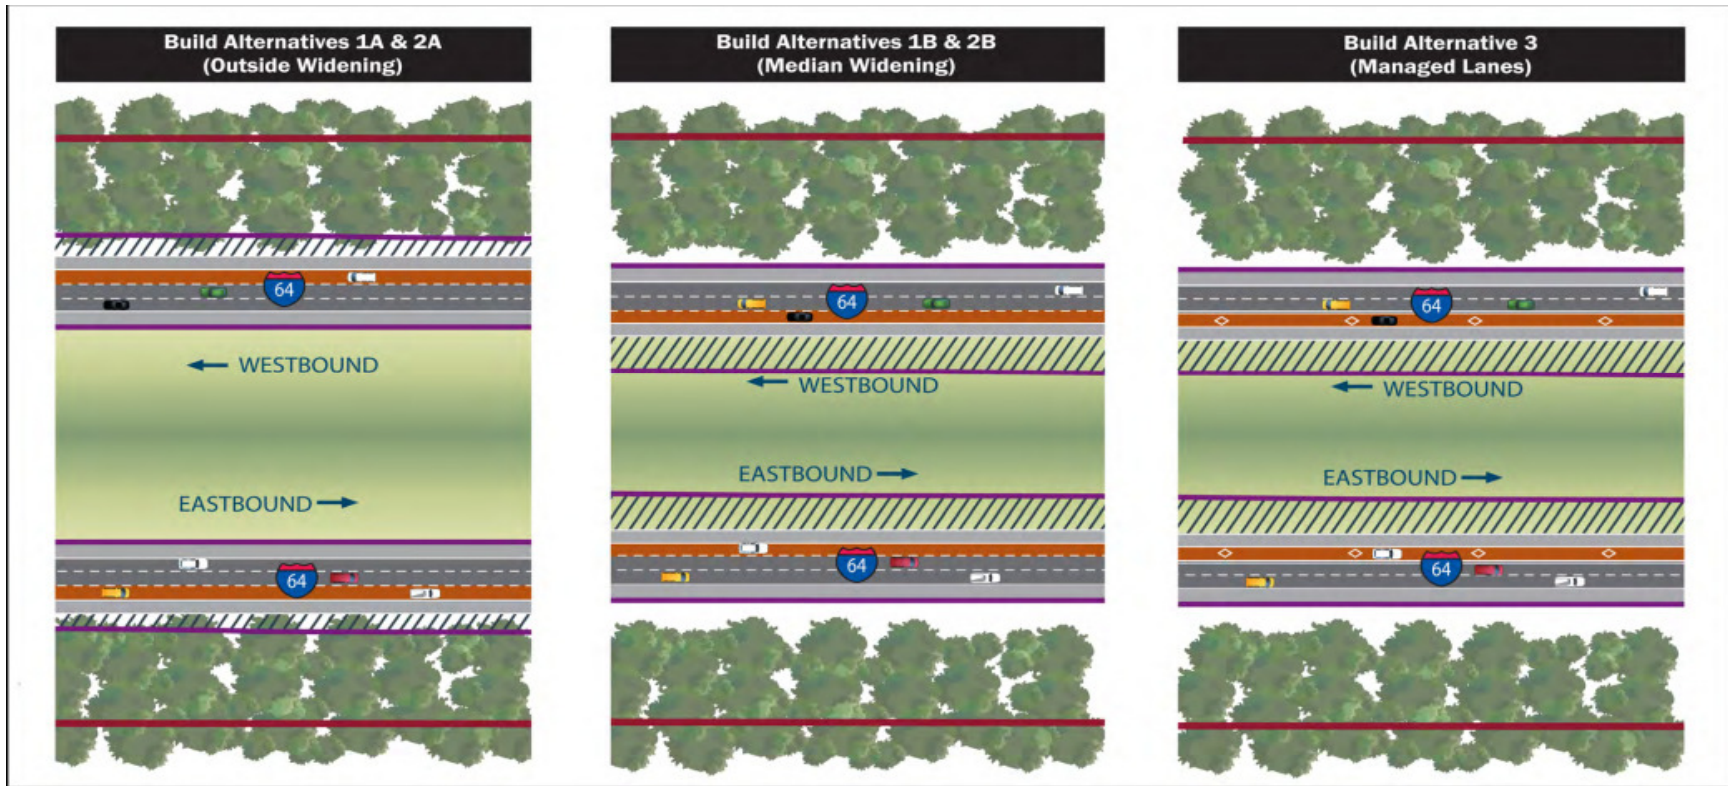 Build Alternatives 1A & 2A
(Outside Widening)
64
← WESTBOUND
EASTBOUND →
64
Build Alternatives 1B & 2B
(Median Widening)
64
← WESTBOUND
EASTBOUND →
64
Build Alternative 3
(Managed Lanes)
64
← WESTBOUND
EASTBOUND →
64